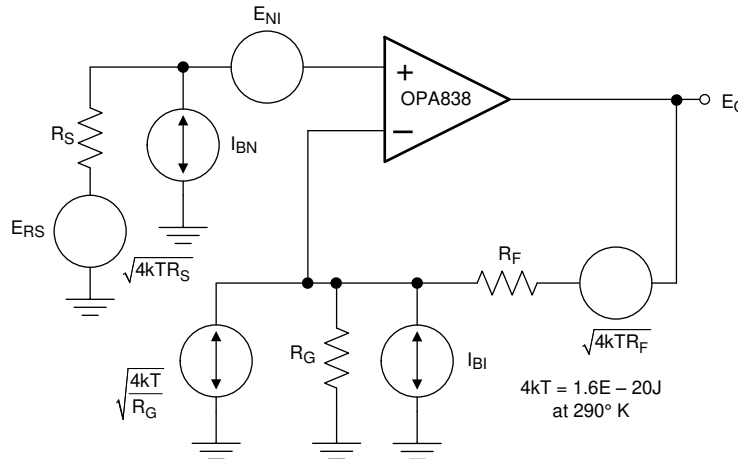 E_NI
+
OPA838
−
E_O
R_S
I_BN
E_RS
√4kTR_S
R_F
√4kTR_F
√(4kT/R_G)
R_G
I_BI
4kT = 1.6E – 20J
at 290° K